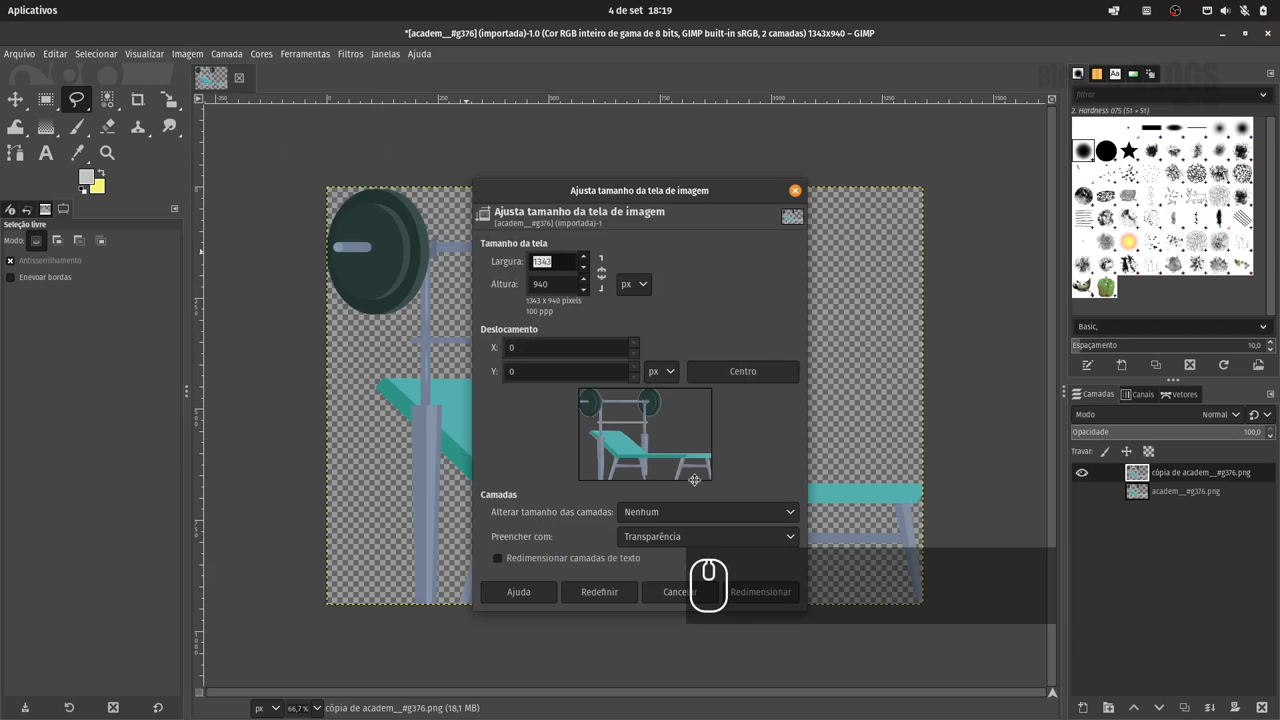 Aplicativos
4 de set 18:19
*[academ__#g376] (importada)-1.0 (Cor RGB inteiro de gama de 8 bits, GIMP built-in sRGB, 2 camadas) 1343x940 – GIMP
Arquivo Editar Selecionar Visualizar Imagem Camada Cores Ferramentas Filtros Janelas Ajuda
filtrar
2. Hardness 075 (51 × 51)
Seleção livre
Modo:
Antisserrilhamento
Enevoar bordas
Ajusta tamanho da tela de imagem
Ajusta tamanho da tela de imagem
[academ__#g376] (importada)-1
Tamanho da tela
Largura: 1343
Altura: 940 px
1343 x 940 pixels
100 ppp
Deslocamento
X: 0
Y: 0 px Centro
Camadas
Alterar tamanho das camadas: Nenhum
Preencher com: Transparência
Redimensionar camadas de texto
Ajuda Redefinir Cancelar Redimensionar
Basic,
Espaçamento 10,0
Camadas Canais Vetores
Modo Normal
Opacidade 100,0
Travar:
cópia de academ__#g376.png
academ__#g376.png
px 66,7 % cópia de academ__#g376.png (18,1 MB)